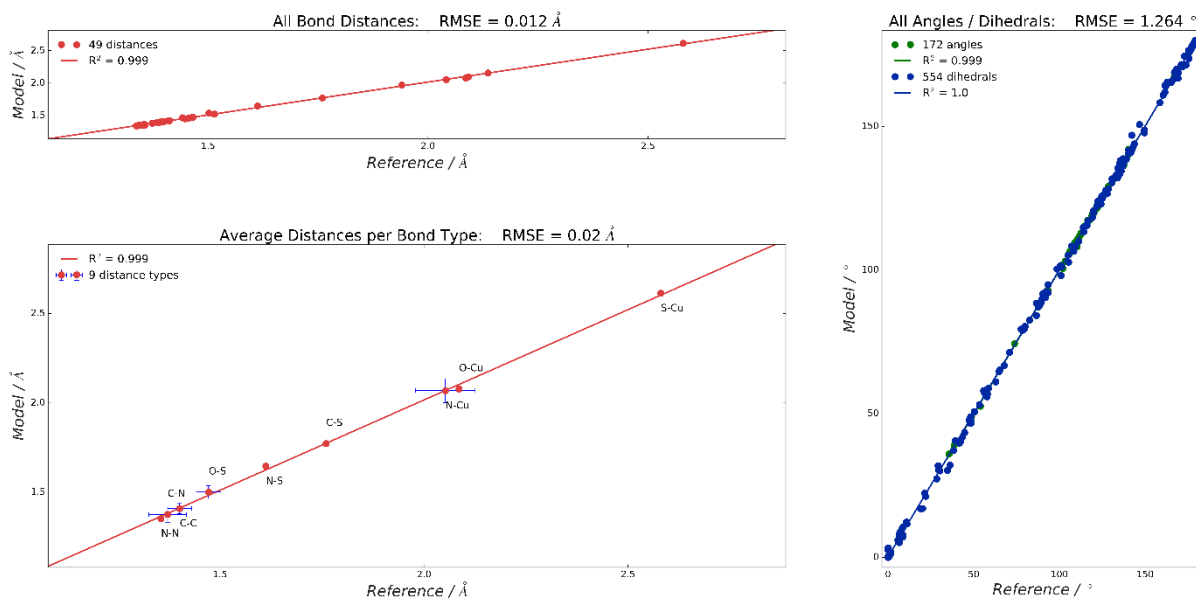 All Bond Distances: RMSE = 0.012 Å
49 distances
R² = 0.999
Model / Å
2.5
2.0
1.5
1.5 2.0 2.5
Reference / Å
Average Distances per Bond Type: RMSE = 0.02 Å
R² = 0.999
9 distance types
Model / Å
2.5
2.0
1.5
S-Cu
O-Cu
N-Cu
C-S
N-S
O-S
C-N
C-C
N-N
1.5 2.0 2.5
Reference / Å
All Angles / Dihedrals: RMSE = 1.264 °
172 angles
R² = 0.999
554 dihedrals
R² = 1.0
Model / °
150
100
50
0
0 50 100 150
Reference / °